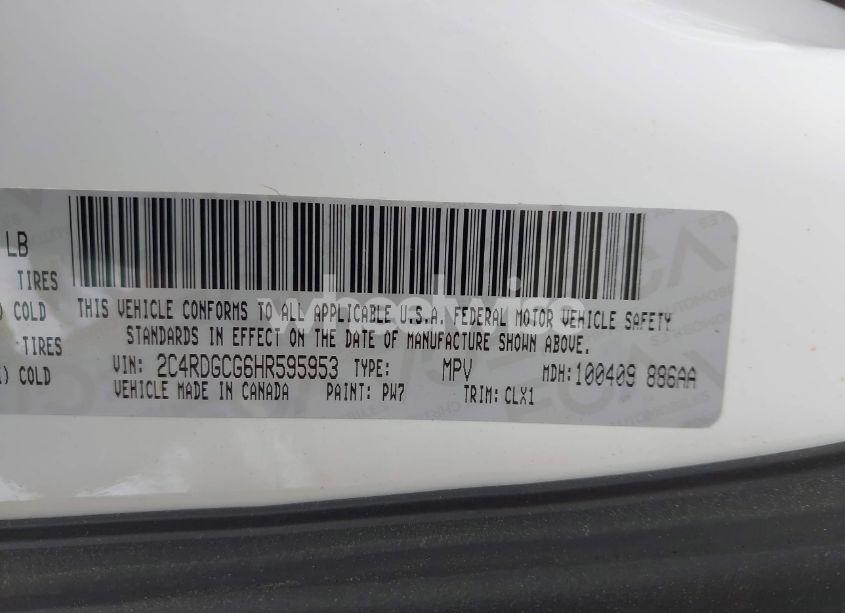 LB
TIRES
) COLD
TIRES
) COLD
THIS VEHICLE CONFORMS TO ALL APPLICABLE U.S.A. FEDERAL MOTOR VEHICLE SAFETY
STANDARDS IN EFFECT ON THE DATE OF MANUFACTURE SHOWN ABOVE.
VIN: 2C4RDGCG6HR595953 TYPE: MPV MDH: 100409 886AA
VEHICLE MADE IN CANADA PAINT: PW7 TRIM: CLX1
wheelwise